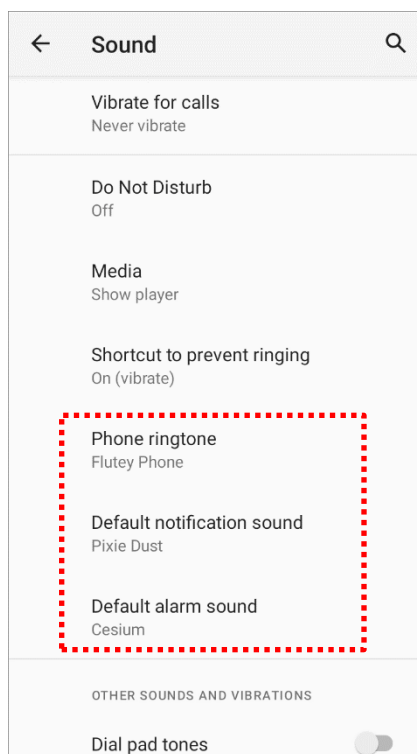 Sound
Vibrate for calls
Never vibrate
Do Not Disturb
Off
Media
Show player
Shortcut to prevent ringing
On (vibrate)
Phone ringtone
Flutey Phone
Default notification sound
Pixie Dust
Default alarm sound
Cesium
OTHER SOUNDS AND VIBRATIONS
Dial pad tones